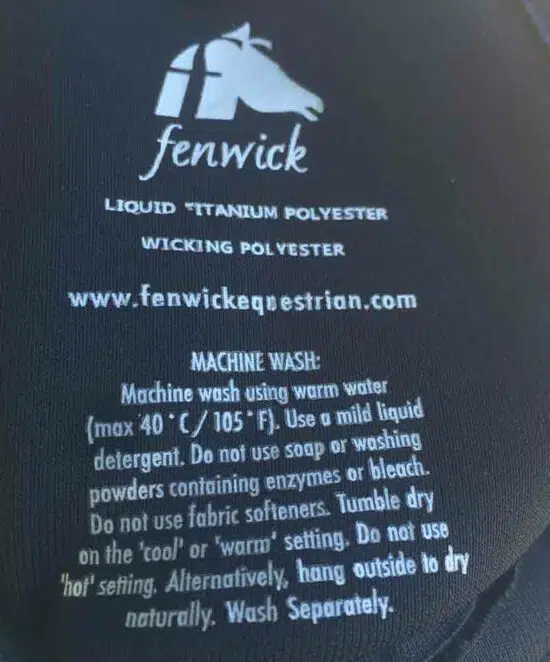 fenwick
LIQUID TITANIUM POLYESTER
WICKING POLYESTER
www.fenwickequestrian.com
MACHINE WASH:
Machine wash using warm water
(max 40°C/105°F). Use a mild liquid
detergent. Do not use soap or washing
powders containing enzymes or bleach.
Do not use fabric softeners. Tumble dry
on the 'cool' or 'warm' setting. Do not use
'hot' setting. Alternatively, hang outside to dry
naturally. Wash Separately.